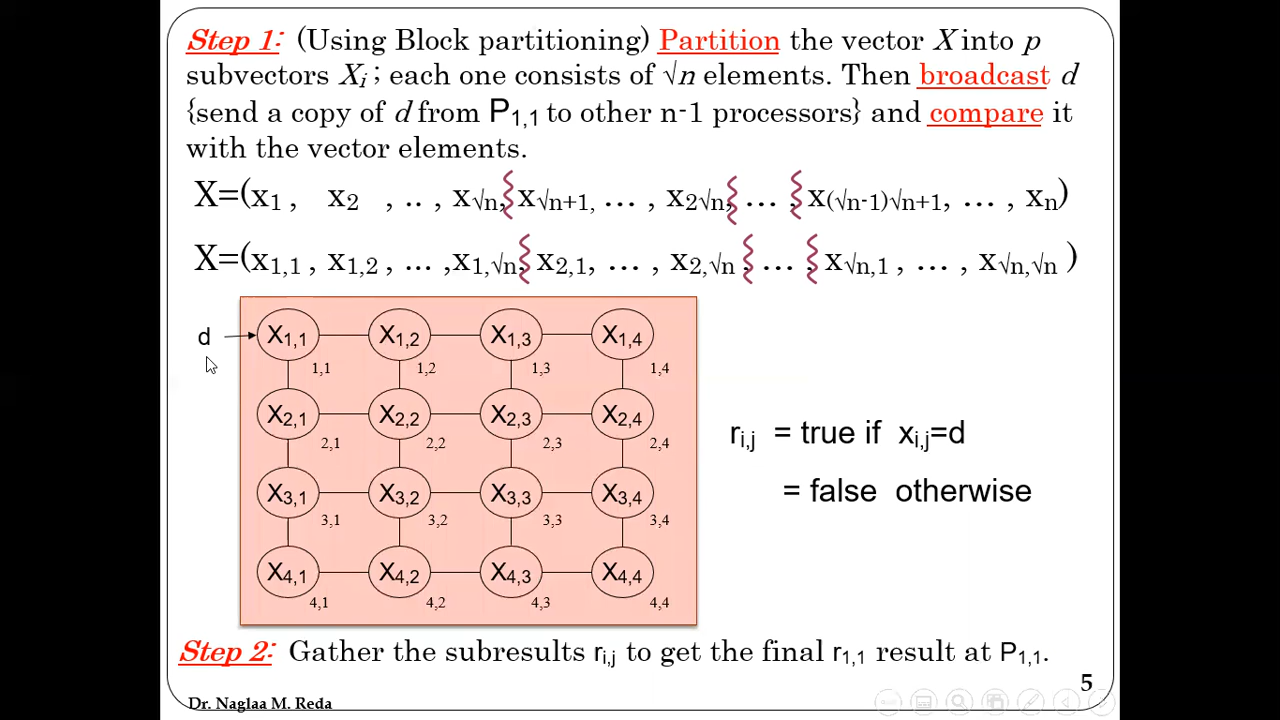 Step 1: (Using Block partitioning) Partition the vector X into p
subvectors Xi ; each one consists of √n elements. Then broadcast d
{send a copy of d from P1,1 to other n-1 processors} and compare it
with the vector elements.
X=(x1 , x2 , .. , x√n, x√n+1, … , x2√n, … , x(√n-1)√n+1, … , xn)
X=(x1,1 , x1,2 , … ,x1,√n, x2,1, … , x2,√n , … , x√n,1 , … , x√n,√n )
d X1,1 X1,2 X1,3 X1,4
1,1 1,2 1,3 1,4
X2,1 X2,2 X2,3 X2,4
2,1 2,2 2,3 2,4
ri,j = true if xi,j=d
X3,1 X3,2 X3,3 X3,4
= false otherwise
3,1 3,2 3,3 3,4
X4,1 X4,2 X4,3 X4,4
4,1 4,2 4,3 4,4
Step 2: Gather the subresults ri,j to get the final r1,1 result at P1,1.
5
Dr. Naglaa M. Reda